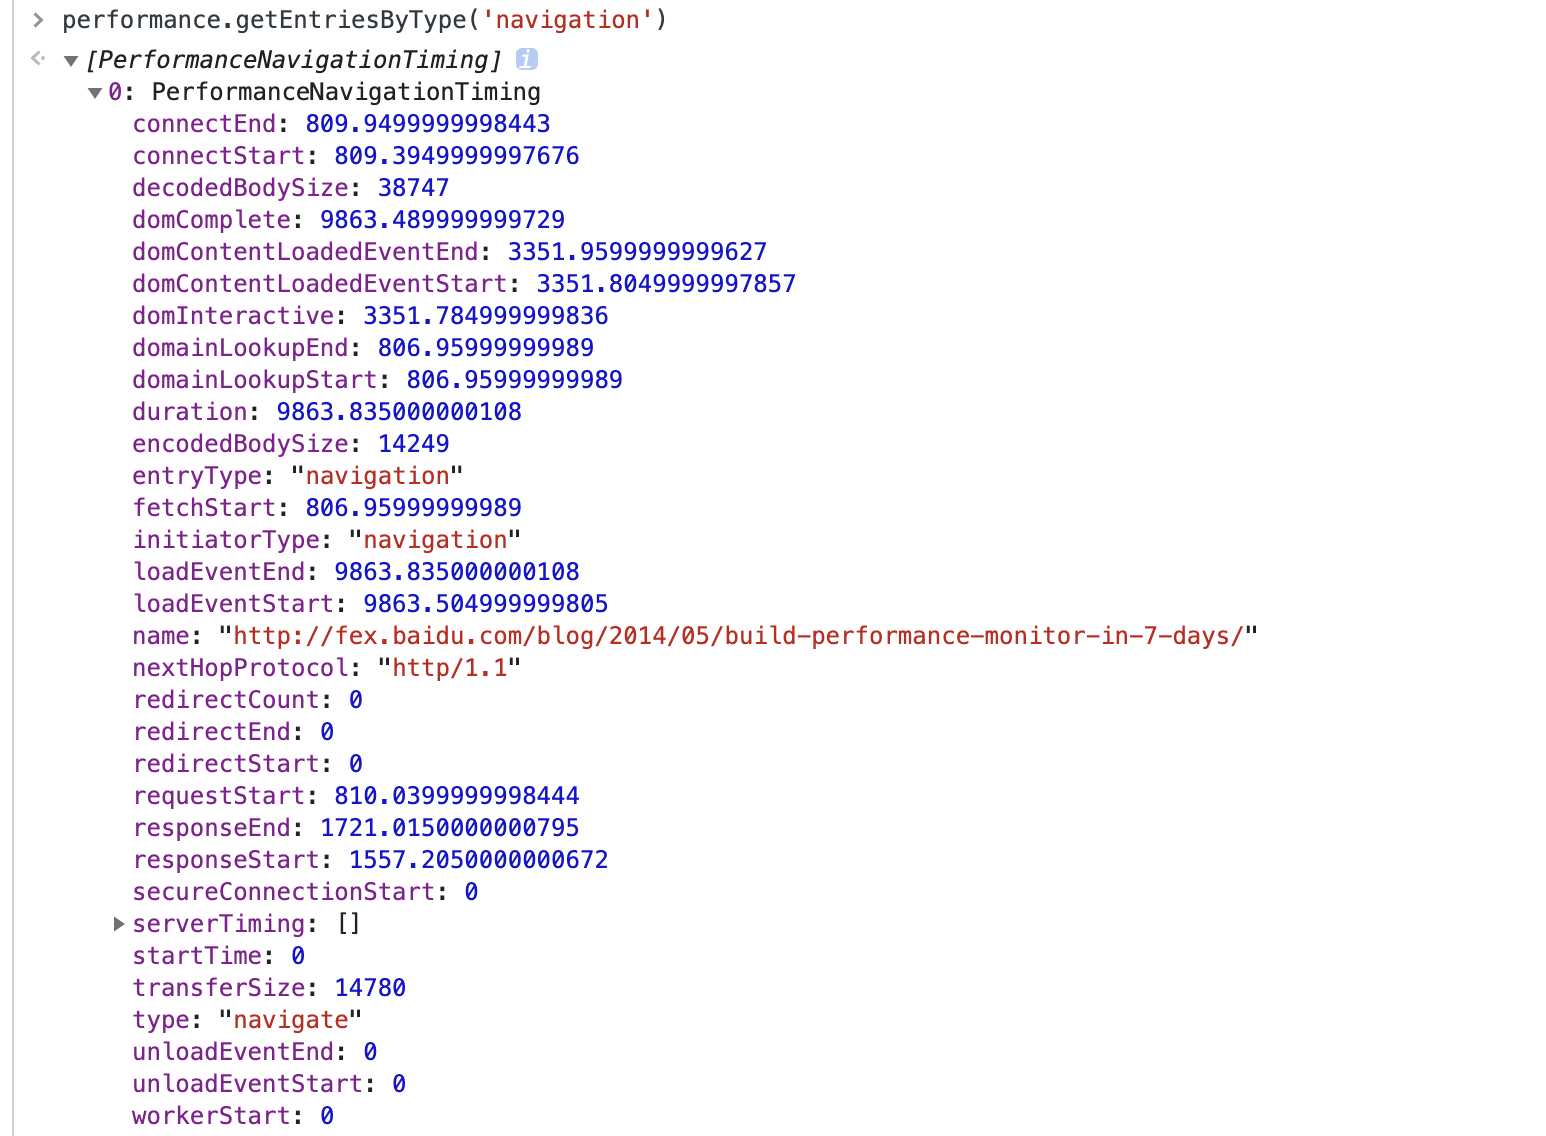 > performance.getEntriesByType('navigation')
[PerformanceNavigationTiming] i
0: PerformanceNavigationTiming
connectEnd: 809.9499999998443
connectStart: 809.3949999997676
decodedBodySize: 38747
domComplete: 9863.489999999729
domContentLoadedEventEnd: 3351.9599999999627
domContentLoadedEventStart: 3351.8049999997857
domInteractive: 3351.784999999836
domainLookupEnd: 806.95999999989
domainLookupStart: 806.95999999989
duration: 9863.835000000108
encodedBodySize: 14249
entryType: "navigation"
fetchStart: 806.95999999989
initiatorType: "navigation"
loadEventEnd: 9863.835000000108
loadEventStart: 9863.504999999805
name: "http://fex.baidu.com/blog/2014/05/build-performance-monitor-in-7-days/"
nextHopProtocol: "http/1.1"
redirectCount: 0
redirectEnd: 0
redirectStart: 0
requestStart: 810.0399999998444
responseEnd: 1721.0150000000795
responseStart: 1557.2050000000672
secureConnectionStart: 0
serverTiming: []
startTime: 0
transferSize: 14780
type: "navigate"
unloadEventEnd: 0
unloadEventStart: 0
workerStart: 0